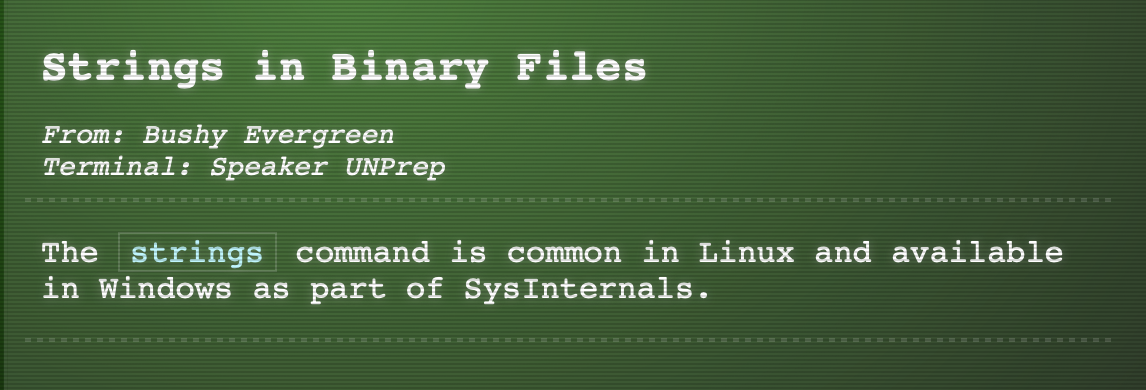 Strings in Binary Files
From: Bushy Evergreen
Terminal: Speaker UNPrep
The strings command is common in Linux and available
in Windows as part of SysInternals.